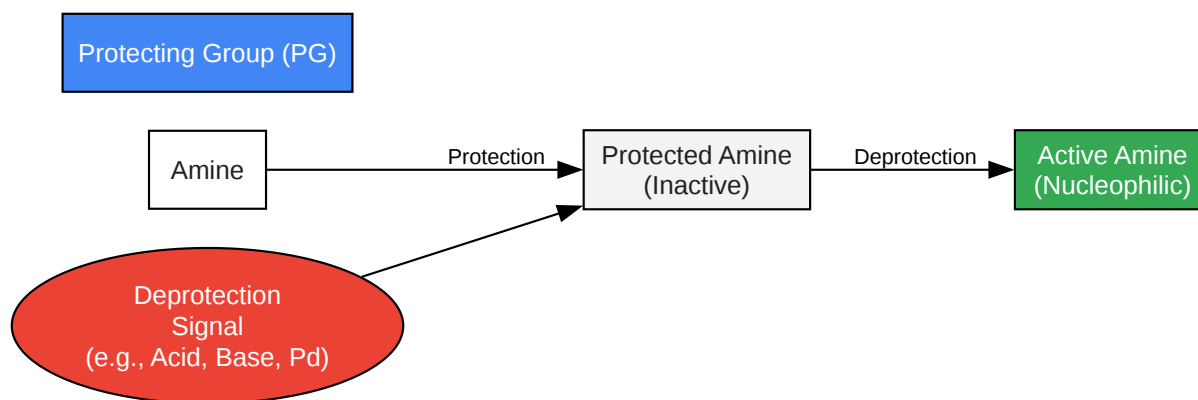 Protecting Group (PG)
Amine
Protection
Protected Amine
(Inactive)
Deprotection
Active Amine
(Nucleophilic)
Deprotection
Signal
(e.g., Acid, Base, Pd)